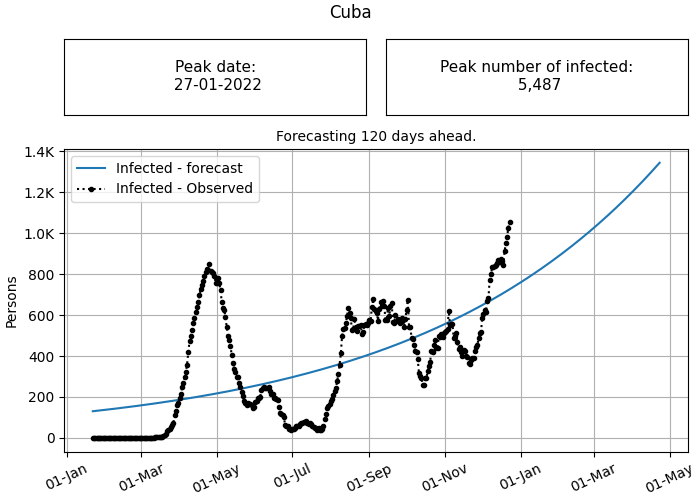 Cuba
Peak date:
27-01-2022
Peak number of infected:
5,487
Forecasting 120 days ahead.
1.4K
1.2K
1.0K
800
600
400
200
0
Persons
Infected - forecast
Infected - Observed
01-Jan
01-Mar
01-May
01-Jul
01-Sep
01-Nov
01-Jan
01-Mar
01-May